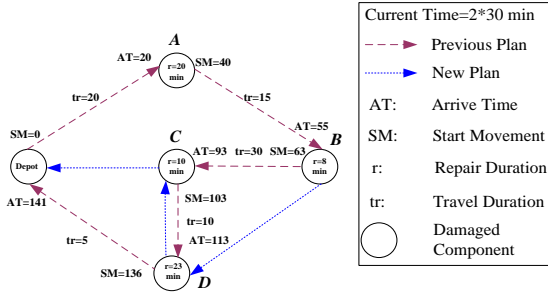 A
AT=20
SM=40
r=20
min
tr=20
tr=15
SM=0
C
AT=55
B
AT=93
tr=30
SM=63
Depot
r=10
min
r=8
min
AT=141
SM=103
tr=10
AT=113
tr=5
SM=136
r=23
min
D
Current Time=2*30 min
Previous Plan
New Plan
AT: Arrive Time
SM: Start Movement
r: Repair Duration
tr: Travel Duration
Damaged
Component